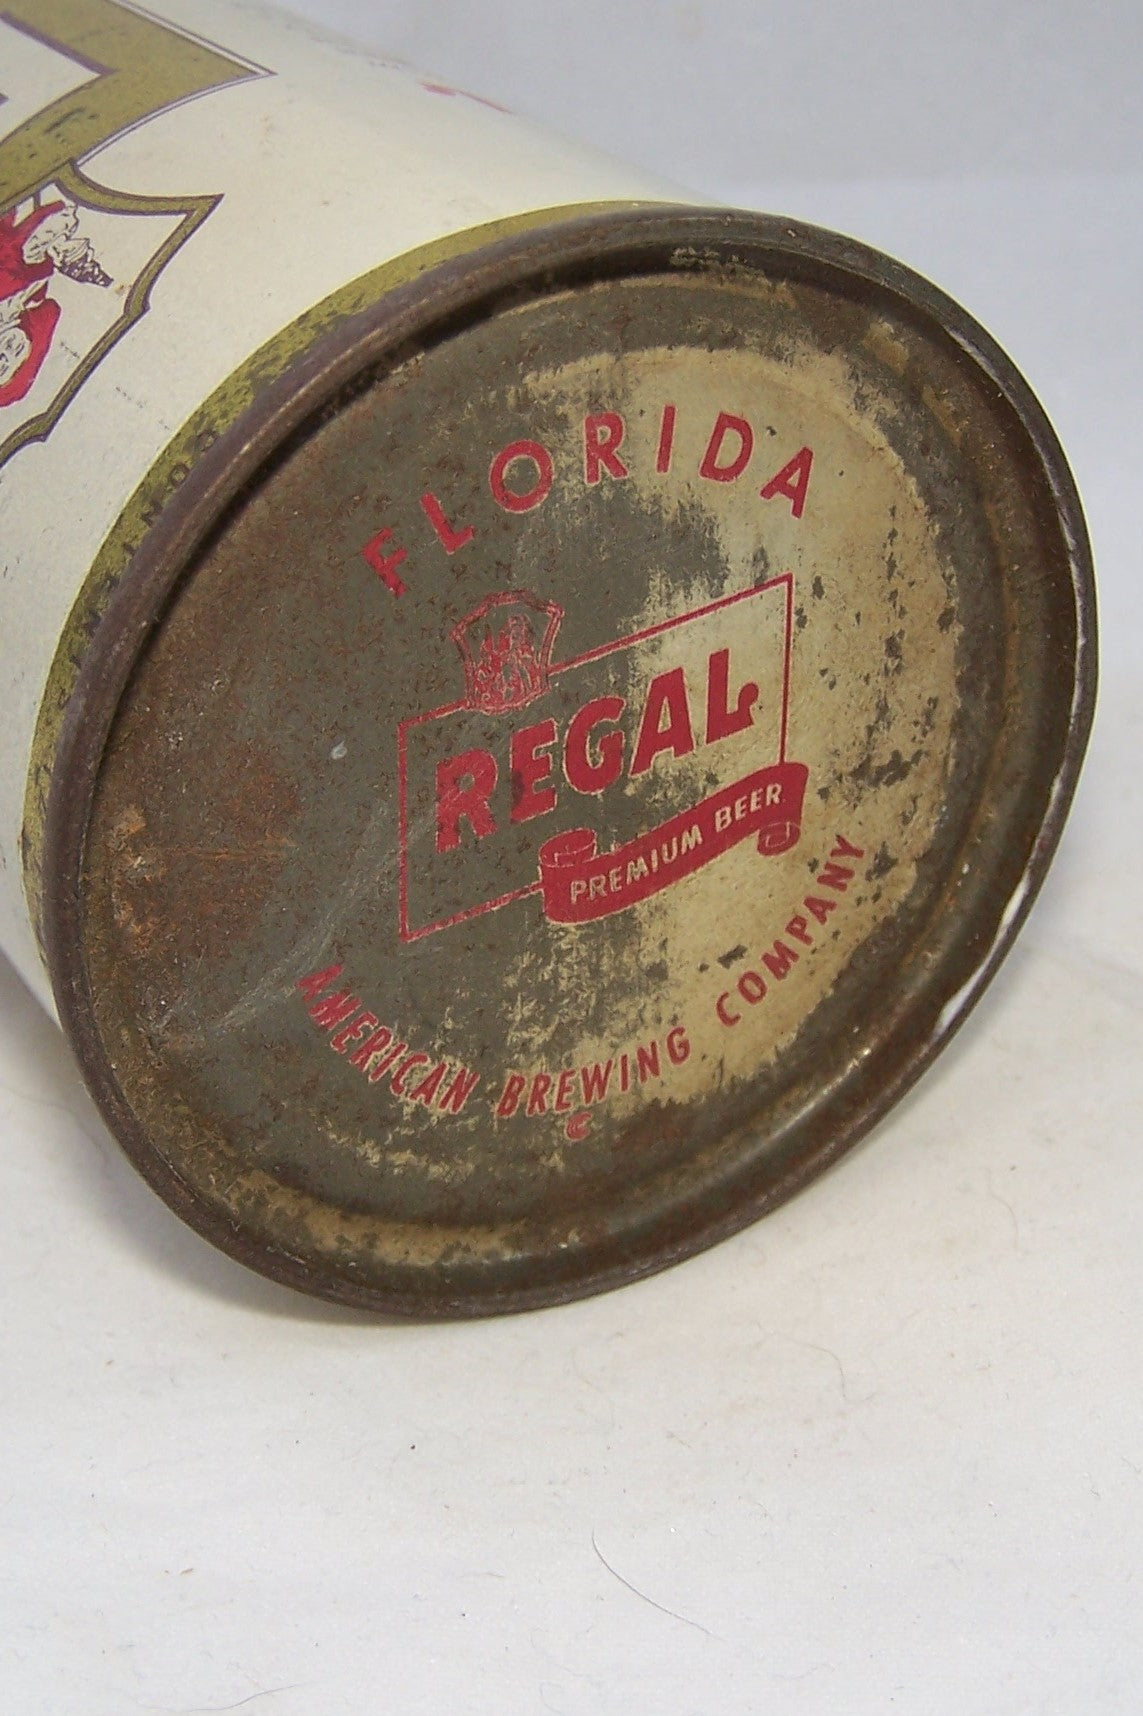 FLORIDA
REGAL
PREMIUM BEER
AMERICAN BREWING COMPANY
C